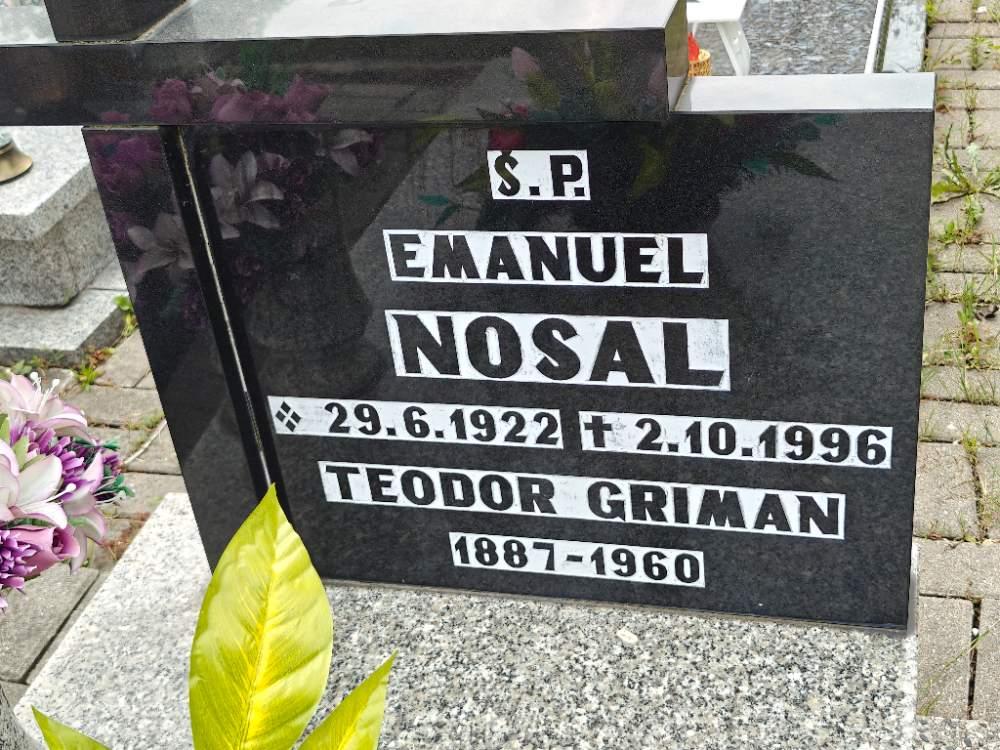 Ś.P.
EMANUEL
NOSAL
29.6.1922 ✝ 2.10.1996
TEODOR GRIMAN
1887-1960